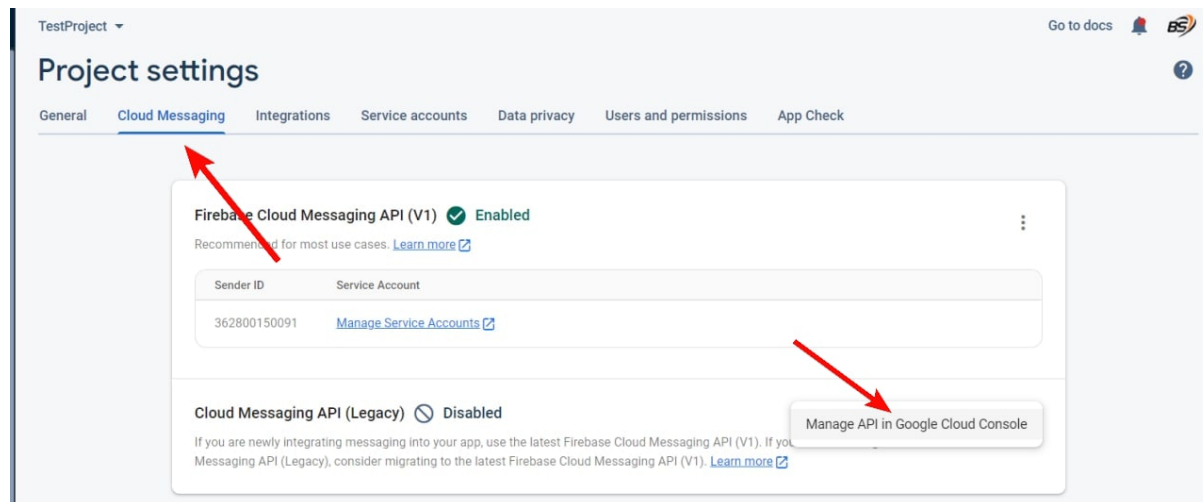 TestProject
Go to docs
BS
Project settings
General Cloud Messaging Integrations Service accounts Data privacy Users and permissions App Check
Firebase Cloud Messaging API (V1) Enabled
Recommended for most use cases. Learn more
Sender ID Service Account
362800150091 Manage Service Accounts
Cloud Messaging API (Legacy) Disabled
Manage API in Google Cloud Console
If you are newly integrating messaging into your app, use the latest Firebase Cloud Messaging API (V1). If
Messaging API (Legacy), consider migrating to the latest Firebase Cloud Messaging API (V1). Learn more